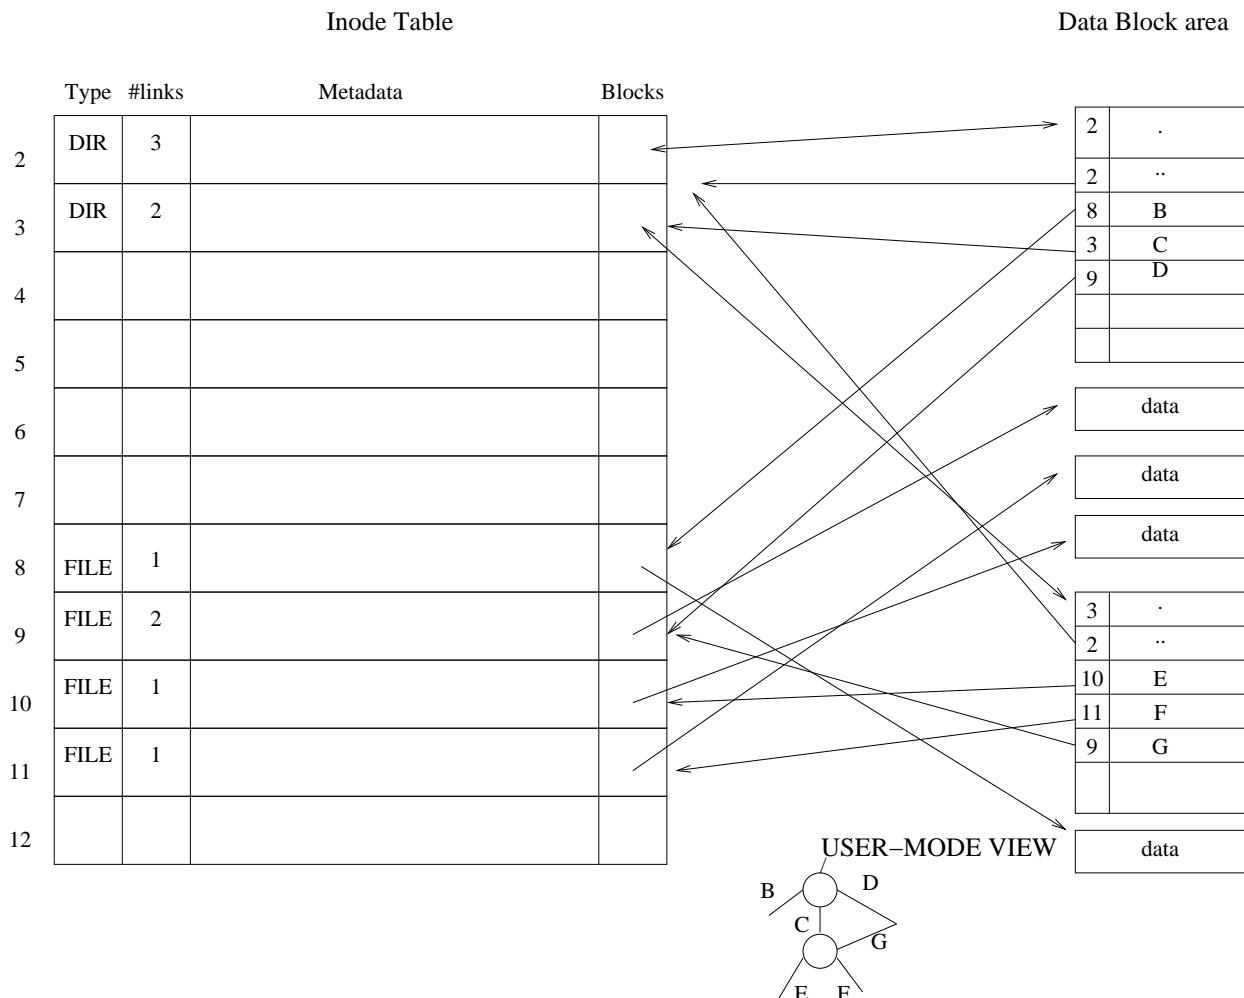 Inode Table Data Block area
Type #links Metadata Blocks
2 DIR 3
3 DIR 2
4
5
6
7
8 FILE 1
9 FILE 2
10 FILE 1
11 FILE 1
12
2 .
2 ..
8 B
3 C
9 D
data
data
data
3 .
2 ..
10 E
11 F
9 G
data
USER−MODE VIEW
B D
C
G
E F